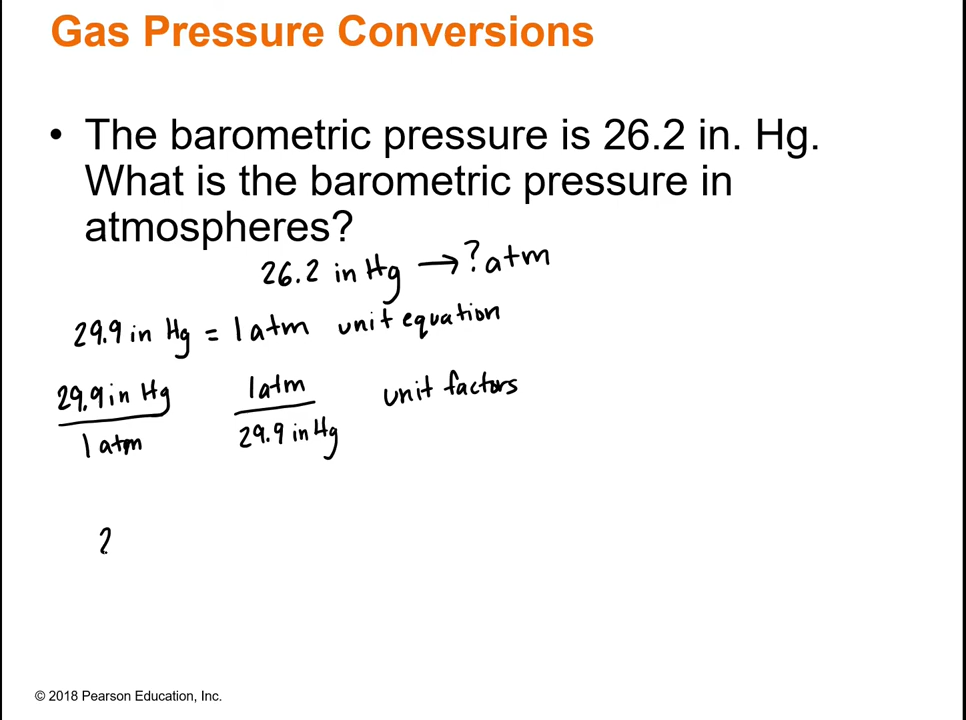 Gas Pressure Conversions
• The barometric pressure is 26.2 in. Hg.
What is the barometric pressure in
atmospheres?
26.2 in Hg → ? atm
29.9 in Hg = 1 atm unit equation
29.9 in Hg / 1 atm 1 atm / 29.9 in Hg unit factors
2
© 2018 Pearson Education, Inc.